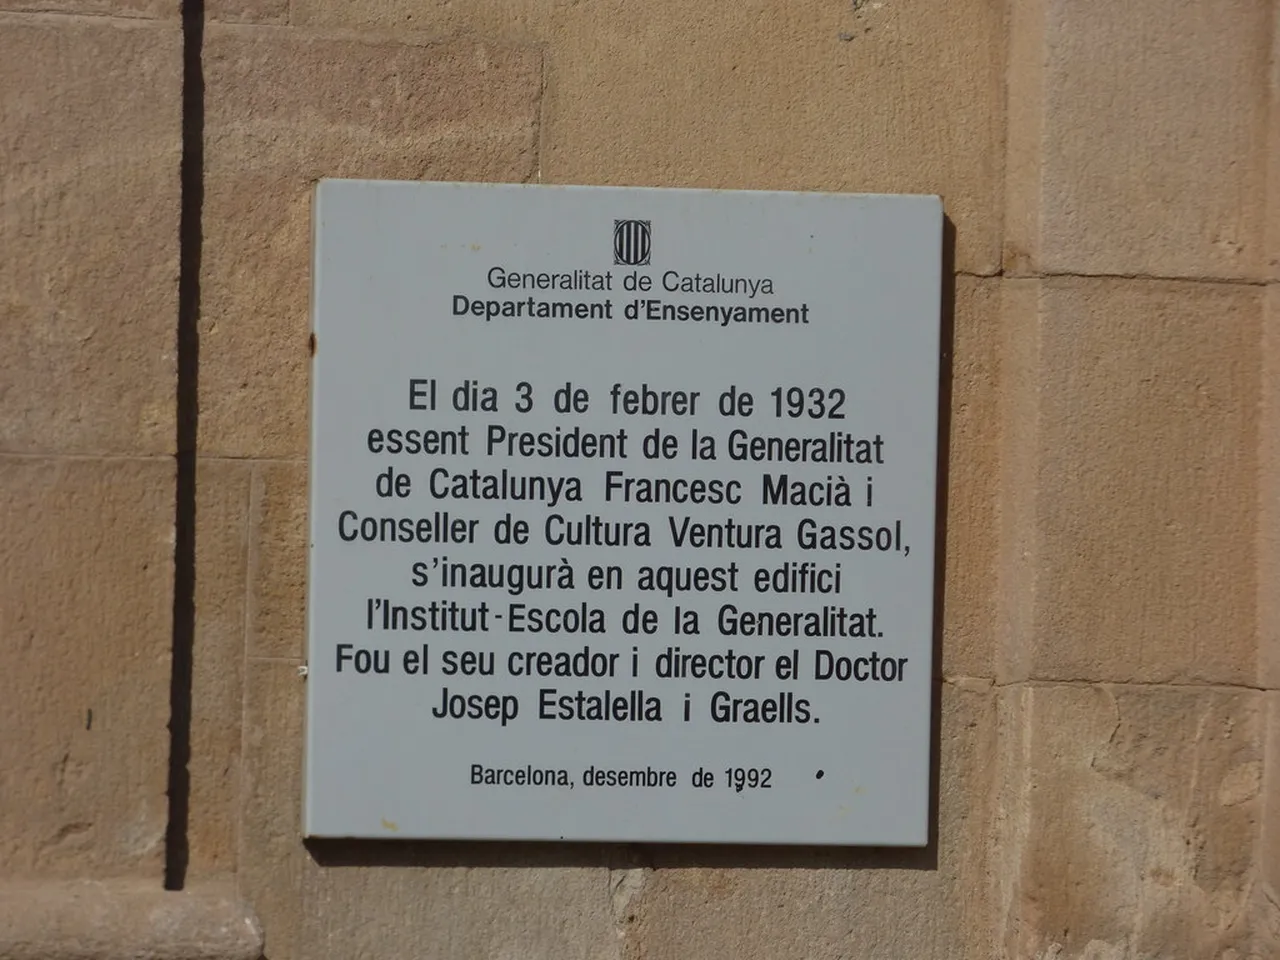 Generalitat de Catalunya
Departament d'Ensenyament
El dia 3 de febrer de 1932
essent President de la Generalitat
de Catalunya Francesc Macià i
Conseller de Cultura Ventura Gassol,
s'inaugurà en aquest edifici
l'Institut-Escola de la Generalitat.
Fou el seu creador i director el Doctor
Josep Estalella i Graells.
Barcelona, desembre de 1992